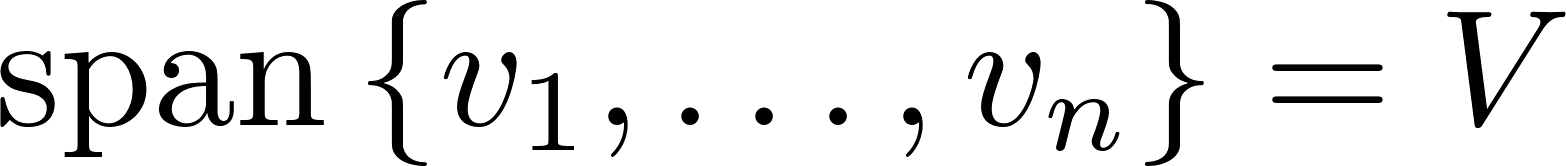 span {v₁, . . . , vₙ} = V